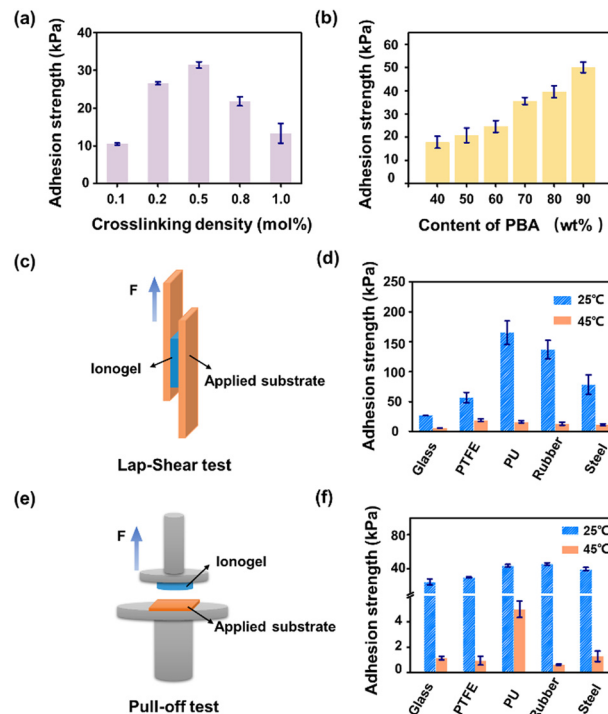 (a)
Adhesion strength (kPa)
40
30
20
10
0
0.1 0.2 0.5 0.8 1.0
Crosslinking density (mol%)
(b)
Adhesion strength (kPa)
60
50
40
30
20
10
0
40 50 60 70 80 90
Content of PBA (wt%)
(c)
F
Ionogel
Applied substrate
Lap-Shear test
(d)
Adhesion strength (kPa)
250
200
150
100
50
0
25℃
45℃
Glass PTFE PU Rubber Steel
(e)
F
Ionogel
Applied substrate
Pull-off test
(f)
Adhesion strength (kPa)
80
40
4
2
0
25℃
45℃
Glass PTFE PU Rubber Steel